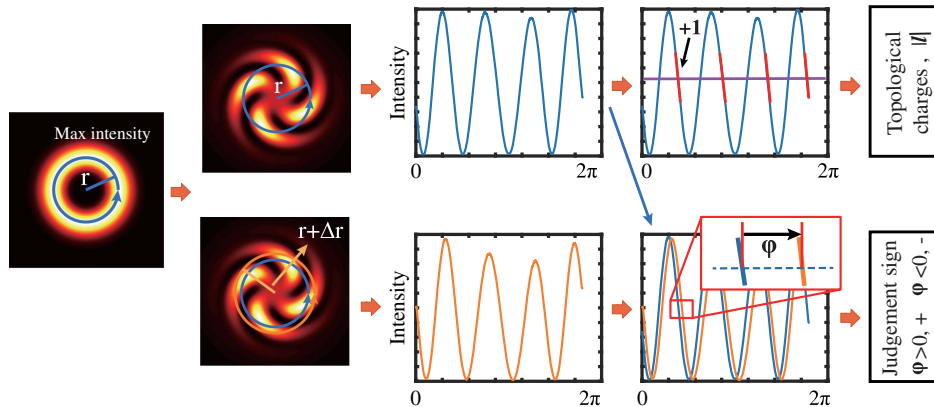 Max intensity
r
r
r+Δr
Intensity
0
2π
+1
0
2π
Topological
charges , |l|
Intensity
0
2π
φ
0
2π
Judgement sign
φ>0, + φ<0, -